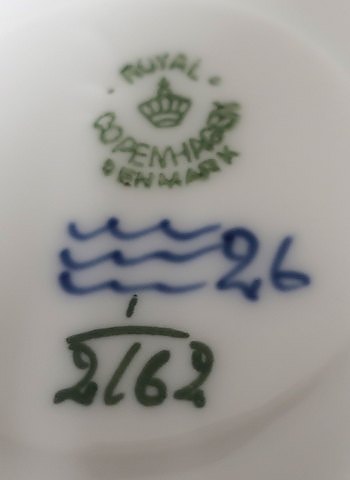 ROYAL
COPENHAGEN
DENMARK
26
1
2162